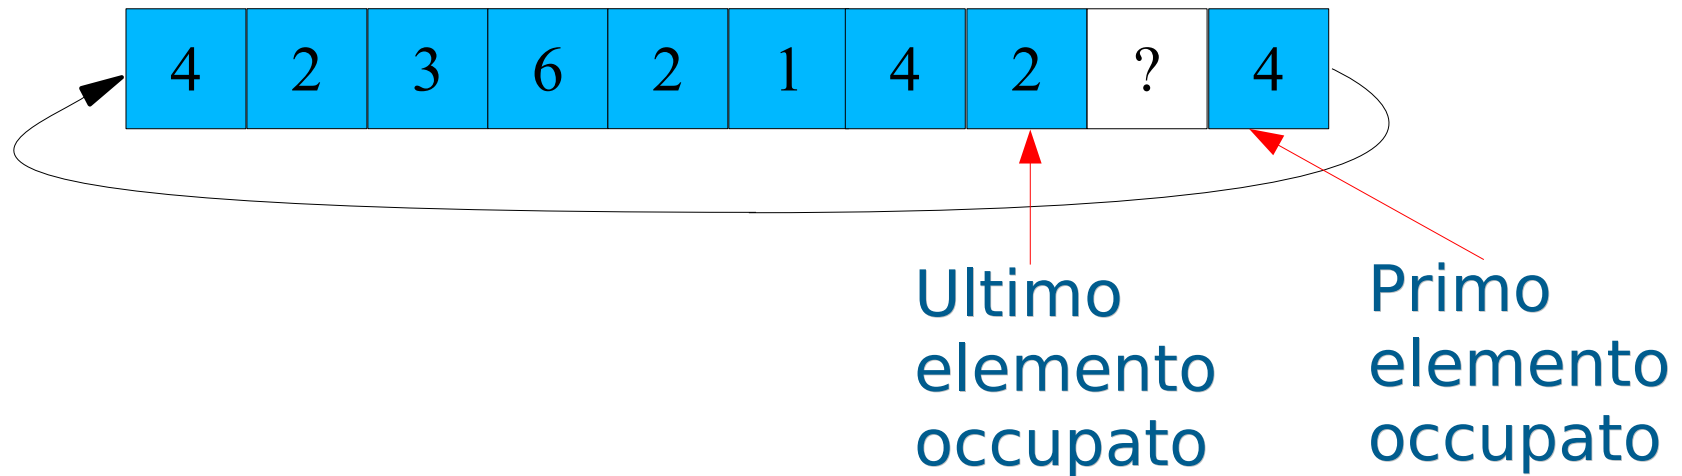 4 2 3 6 2 1 4 2 ? 4
Ultimo
elemento
occupato
Primo
elemento
occupato